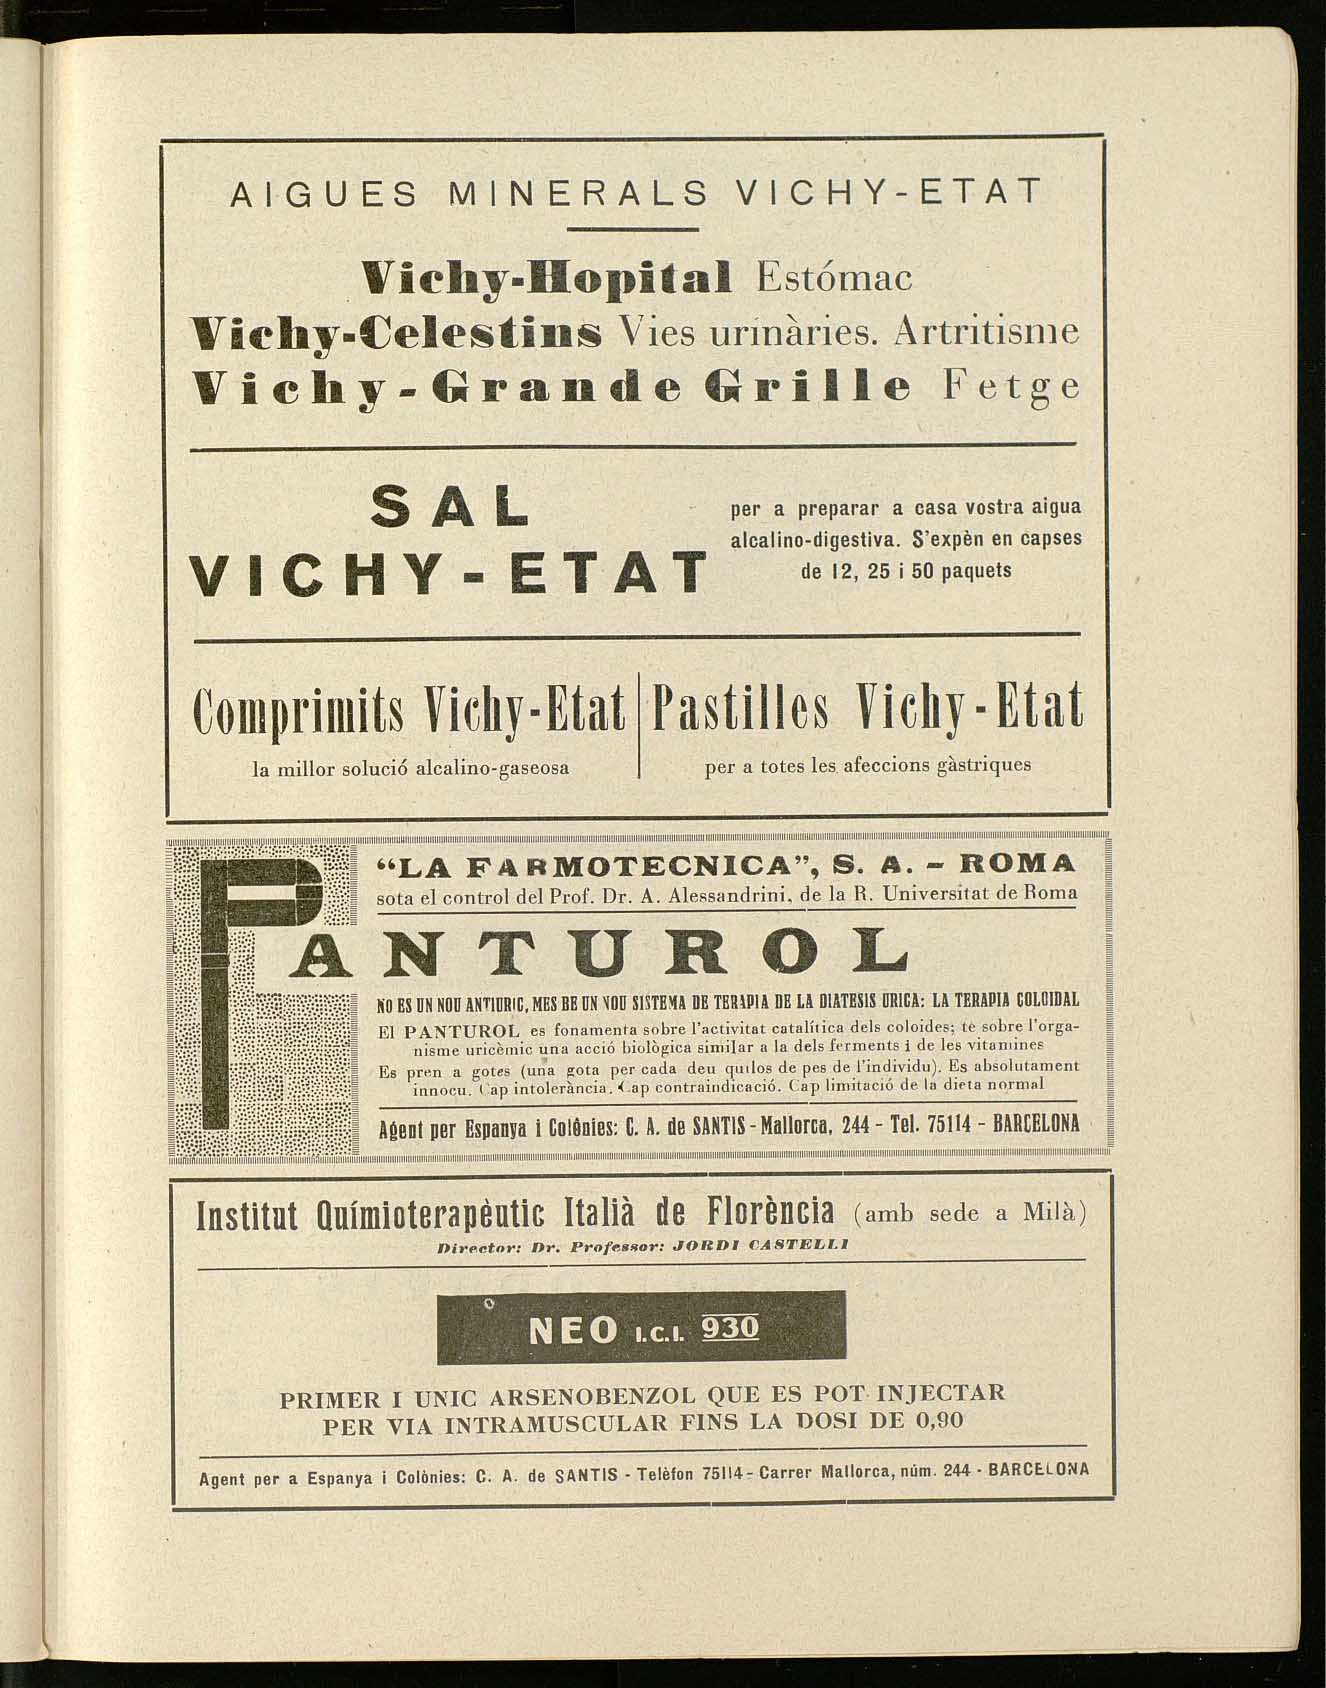 AIGUES MINERALS VICHY-ETAT
Vichy-Hopital Estómac
Vichy-Celestins Vies urinàries. Artritisme
Vichy-Grande Grille Fetge
SAL
VICHY-ETAT
per a preparar a casa vostra aigua
alcalino-digestiva. S'expèn en capses
de 12, 25 i 50 paquets
Comprimits Vichy-Etat
la millor solució alcalino-gaseosa
Pastilles Vichy-Etat
per a totes les afeccions gàstriques
"LA FARMOTECNICA", S. A. - ROMA
sota el control del Prof. Dr. A. Alessandrini, de la R. Universitat de Roma
PANTUROL
NO ES UN NOU ANTIURIC, MES BE UN NOU SISTEMA DE TERAPIA DE LA DIATESIS URICA: LA TERAPIA COLOIDAL
El PANTUROL es fonamenta sobre l'activitat catalítica dels coloides; té sobre l'orga-
nisme uricèmic una acció biològica similar a la dels ferments i de les vitamines
Es pren a gotes (una gota per cada deu quilos de pes de l'individu). Es absolutament
innocu. Cap intolerància. Cap contraindicació. Cap limitació de la dieta normal
Agent per Espanya i Colònies: C. A. de SANTIS - Mallorca, 244 - Tel. 75114 - BARCELONA
Institut Químioterapèutic Italià de Florència (amb sede a Milà)
Director: Dr. Professor: JORDI CASTELLI
NEO I.C.I. 930
PRIMER I UNIC ARSENOBENZOL QUE ES POT INJECTAR
PER VIA INTRAMUSCULAR FINS LA DOSI DE 0,90
Agent per a Espanya i Colònies: C. A. de SANTIS - Telèfon 75114 - Carrer Mallorca, núm. 244 - BARCELONA